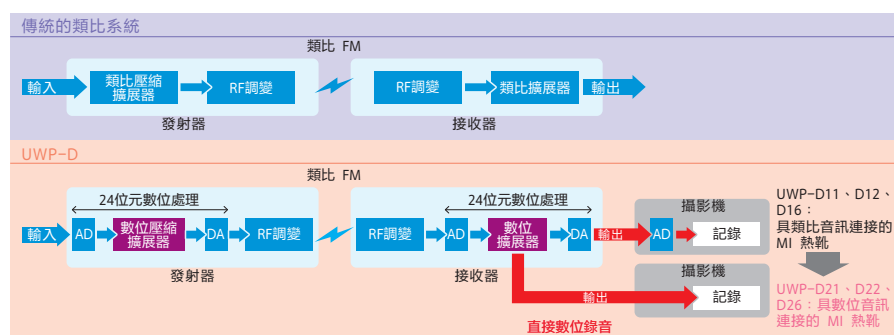 傳統的類比系統
類比 FM
輸入
類比壓縮
擴展器
RF調變
發射器
RF調變
類比擴展器
接收器
輸出
UWP-D
類比 FM
24位元數位處理
輸入
AD
數位壓縮
擴展器
DA
RF調變
發射器
24位元數位處理
RF調變
AD
數位
擴展器
DA
接收器
輸出
攝影機
AD
記錄
UWP-D11、D12、
D16：
具類比音訊連接的
MI 熱靴
輸出
直接數位錄音
攝影機
記錄
UWP-D21、D22、
D26：具數位音訊
連接的 MI 熱靴